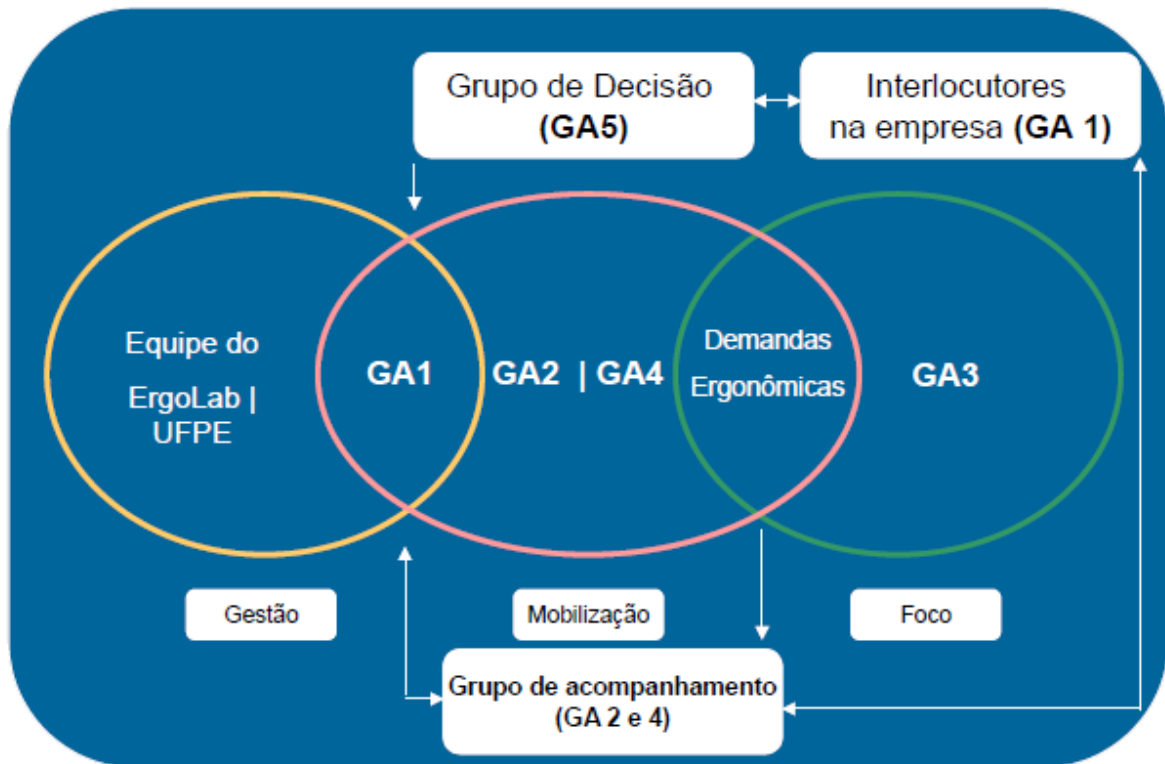 Grupo de Decisão
(GA5)
Interlocutores
na empresa (GA 1)
Equipe do
ErgoLab |
UFPE
GA1
GA2 | GA4
Demandas
Ergonômicas
GA3
Gestão
Mobilização
Foco
Grupo de acompanhamento
(GA 2 e 4)